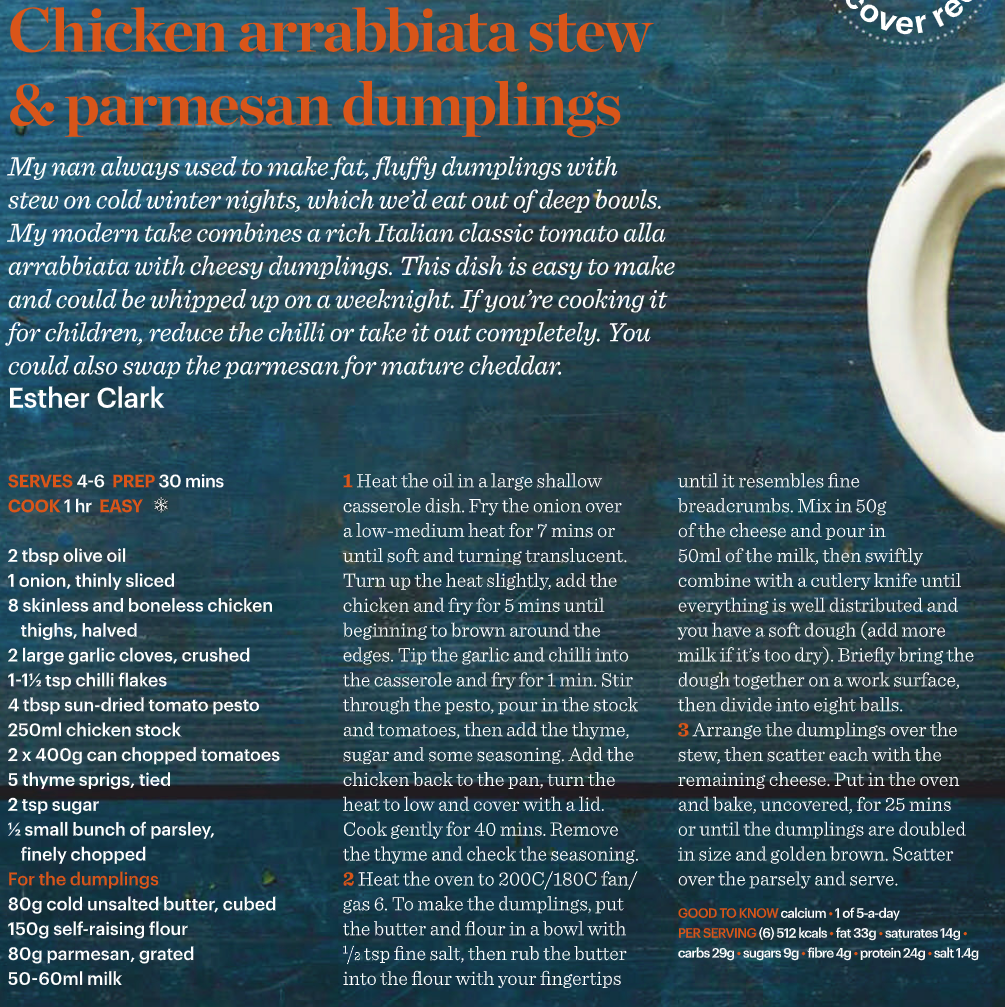 cover rec
Chicken arrabbiata stew
& parmesan dumplings
My nan always used to make fat, fluffy dumplings with
stew on cold winter nights, which we'd eat out of deep bowls.
My modern take combines a rich Italian classic tomato alla
arrabbiata with cheesy dumplings. This dish is easy to make
and could be whipped up on a weeknight. If you're cooking it
for children, reduce the chilli or take it out completely. You
could also swap the parmesan for mature cheddar.
Esther Clark
SERVES 4-6 PREP 30 mins
COOK 1 hr EASY
2 tbsp olive oil
1 onion, thinly sliced
8 skinless and boneless chicken
thighs, halved
2 large garlic cloves, crushed
1-1½ tsp chilli flakes
4 tbsp sun-dried tomato pesto
250ml chicken stock
2 x 400g can chopped tomatoes
5 thyme sprigs, tied
2 tsp sugar
½ small bunch of parsley,
finely chopped
For the dumplings
80g cold unsalted butter, cubed
150g self-raising flour
80g parmesan, grated
50-60ml milk
1 Heat the oil in a large shallow
casserole dish. Fry the onion over
a low-medium heat for 7 mins or
until soft and turning translucent.
Turn up the heat slightly, add the
chicken and fry for 5 mins until
beginning to brown around the
edges. Tip the garlic and chilli into
the casserole and fry for 1 min. Stir
through the pesto, pour in the stock
and tomatoes, then add the thyme,
sugar and some seasoning. Add the
chicken back to the pan, turn the
heat to low and cover with a lid.
Cook gently for 40 mins. Remove
the thyme and check the seasoning.
2 Heat the oven to 200C/180C fan/
gas 6. To make the dumplings, put
the butter and flour in a bowl with
1/2 tsp fine salt, then rub the butter
into the flour with your fingertips
until it resembles fine
breadcrumbs. Mix in 50g
of the cheese and pour in
50ml of the milk, then swiftly
combine with a cutlery knife until
everything is well distributed and
you have a soft dough (add more
milk if it's too dry). Briefly bring the
dough together on a work surface,
then divide into eight balls.
3 Arrange the dumplings over the
stew, then scatter each with the
remaining cheese. Put in the oven
and bake, uncovered, for 25 mins
or until the dumplings are doubled
in size and golden brown. Scatter
over the parsely and serve.
GOOD TO KNOW calcium • 1 of 5-a-day
PER SERVING (6) 512 kcals • fat 33g • saturates 14g •
carbs 29g • sugars 9g • fibre 4g • protein 24g • salt 1.4g